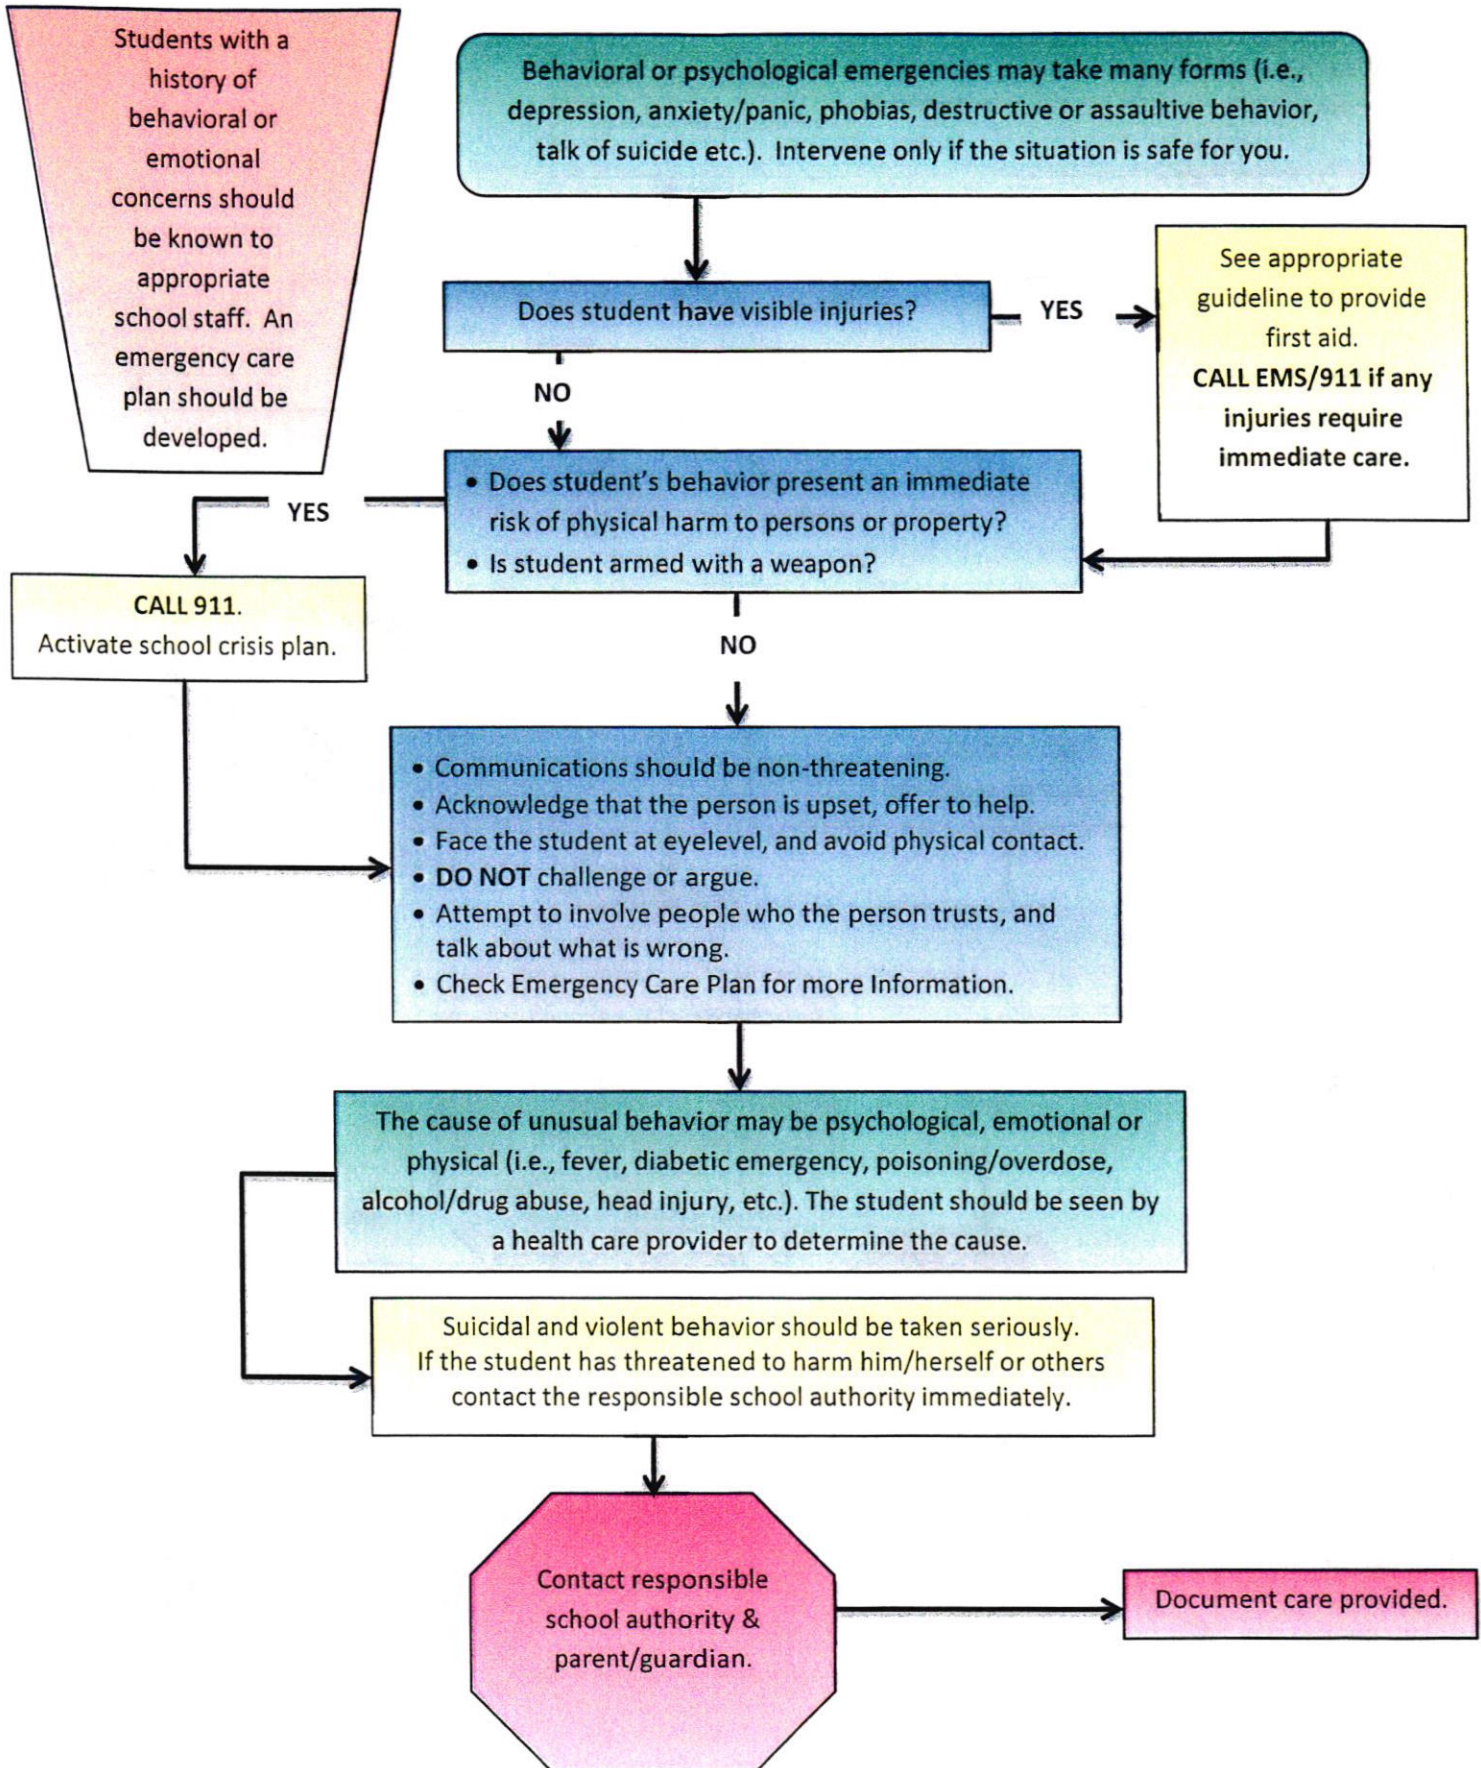 Students with a
history of
behavioral or
emotional
concerns should
be known to
appropriate
school staff.  An
emergency care
plan should be
developed.
Behavioral or psychological emergencies may take many forms (i.e.,
depression, anxiety/panic, phobias, destructive or assaultive behavior,
talk of suicide etc.).  Intervene only if the situation is safe for you.
Does student have visible injuries?
YES
See appropriate
guideline to provide
first aid.
CALL EMS/911 if any
injuries require
immediate care.
NO
• Does student's behavior present an immediate
risk of physical harm to persons or property?
• Is student armed with a weapon?
YES
CALL 911.
Activate school crisis plan.
NO
• Communications should be non-threatening.
• Acknowledge that the person is upset, offer to help.
• Face the student at eyelevel, and avoid physical contact.
• DO NOT challenge or argue.
• Attempt to involve people who the person trusts, and
talk about what is wrong.
• Check Emergency Care Plan for more Information.
The cause of unusual behavior may be psychological, emotional or
physical (i.e., fever, diabetic emergency, poisoning/overdose,
alcohol/drug abuse, head injury, etc.). The student should be seen by
a health care provider to determine the cause.
Suicidal and violent behavior should be taken seriously.
If the student has threatened to harm him/herself or others
contact the responsible school authority immediately.
Contact responsible
school authority &
parent/guardian.
Document care provided.